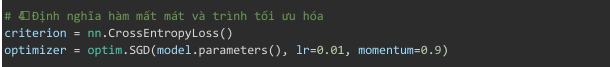 # 4️⃣ Định nghĩa hàm mất mát và trình tối ưu hóa
criterion = nn.CrossEntropyLoss()
optimizer = optim.SGD(model.parameters(), lr=0.01, momentum=0.9)